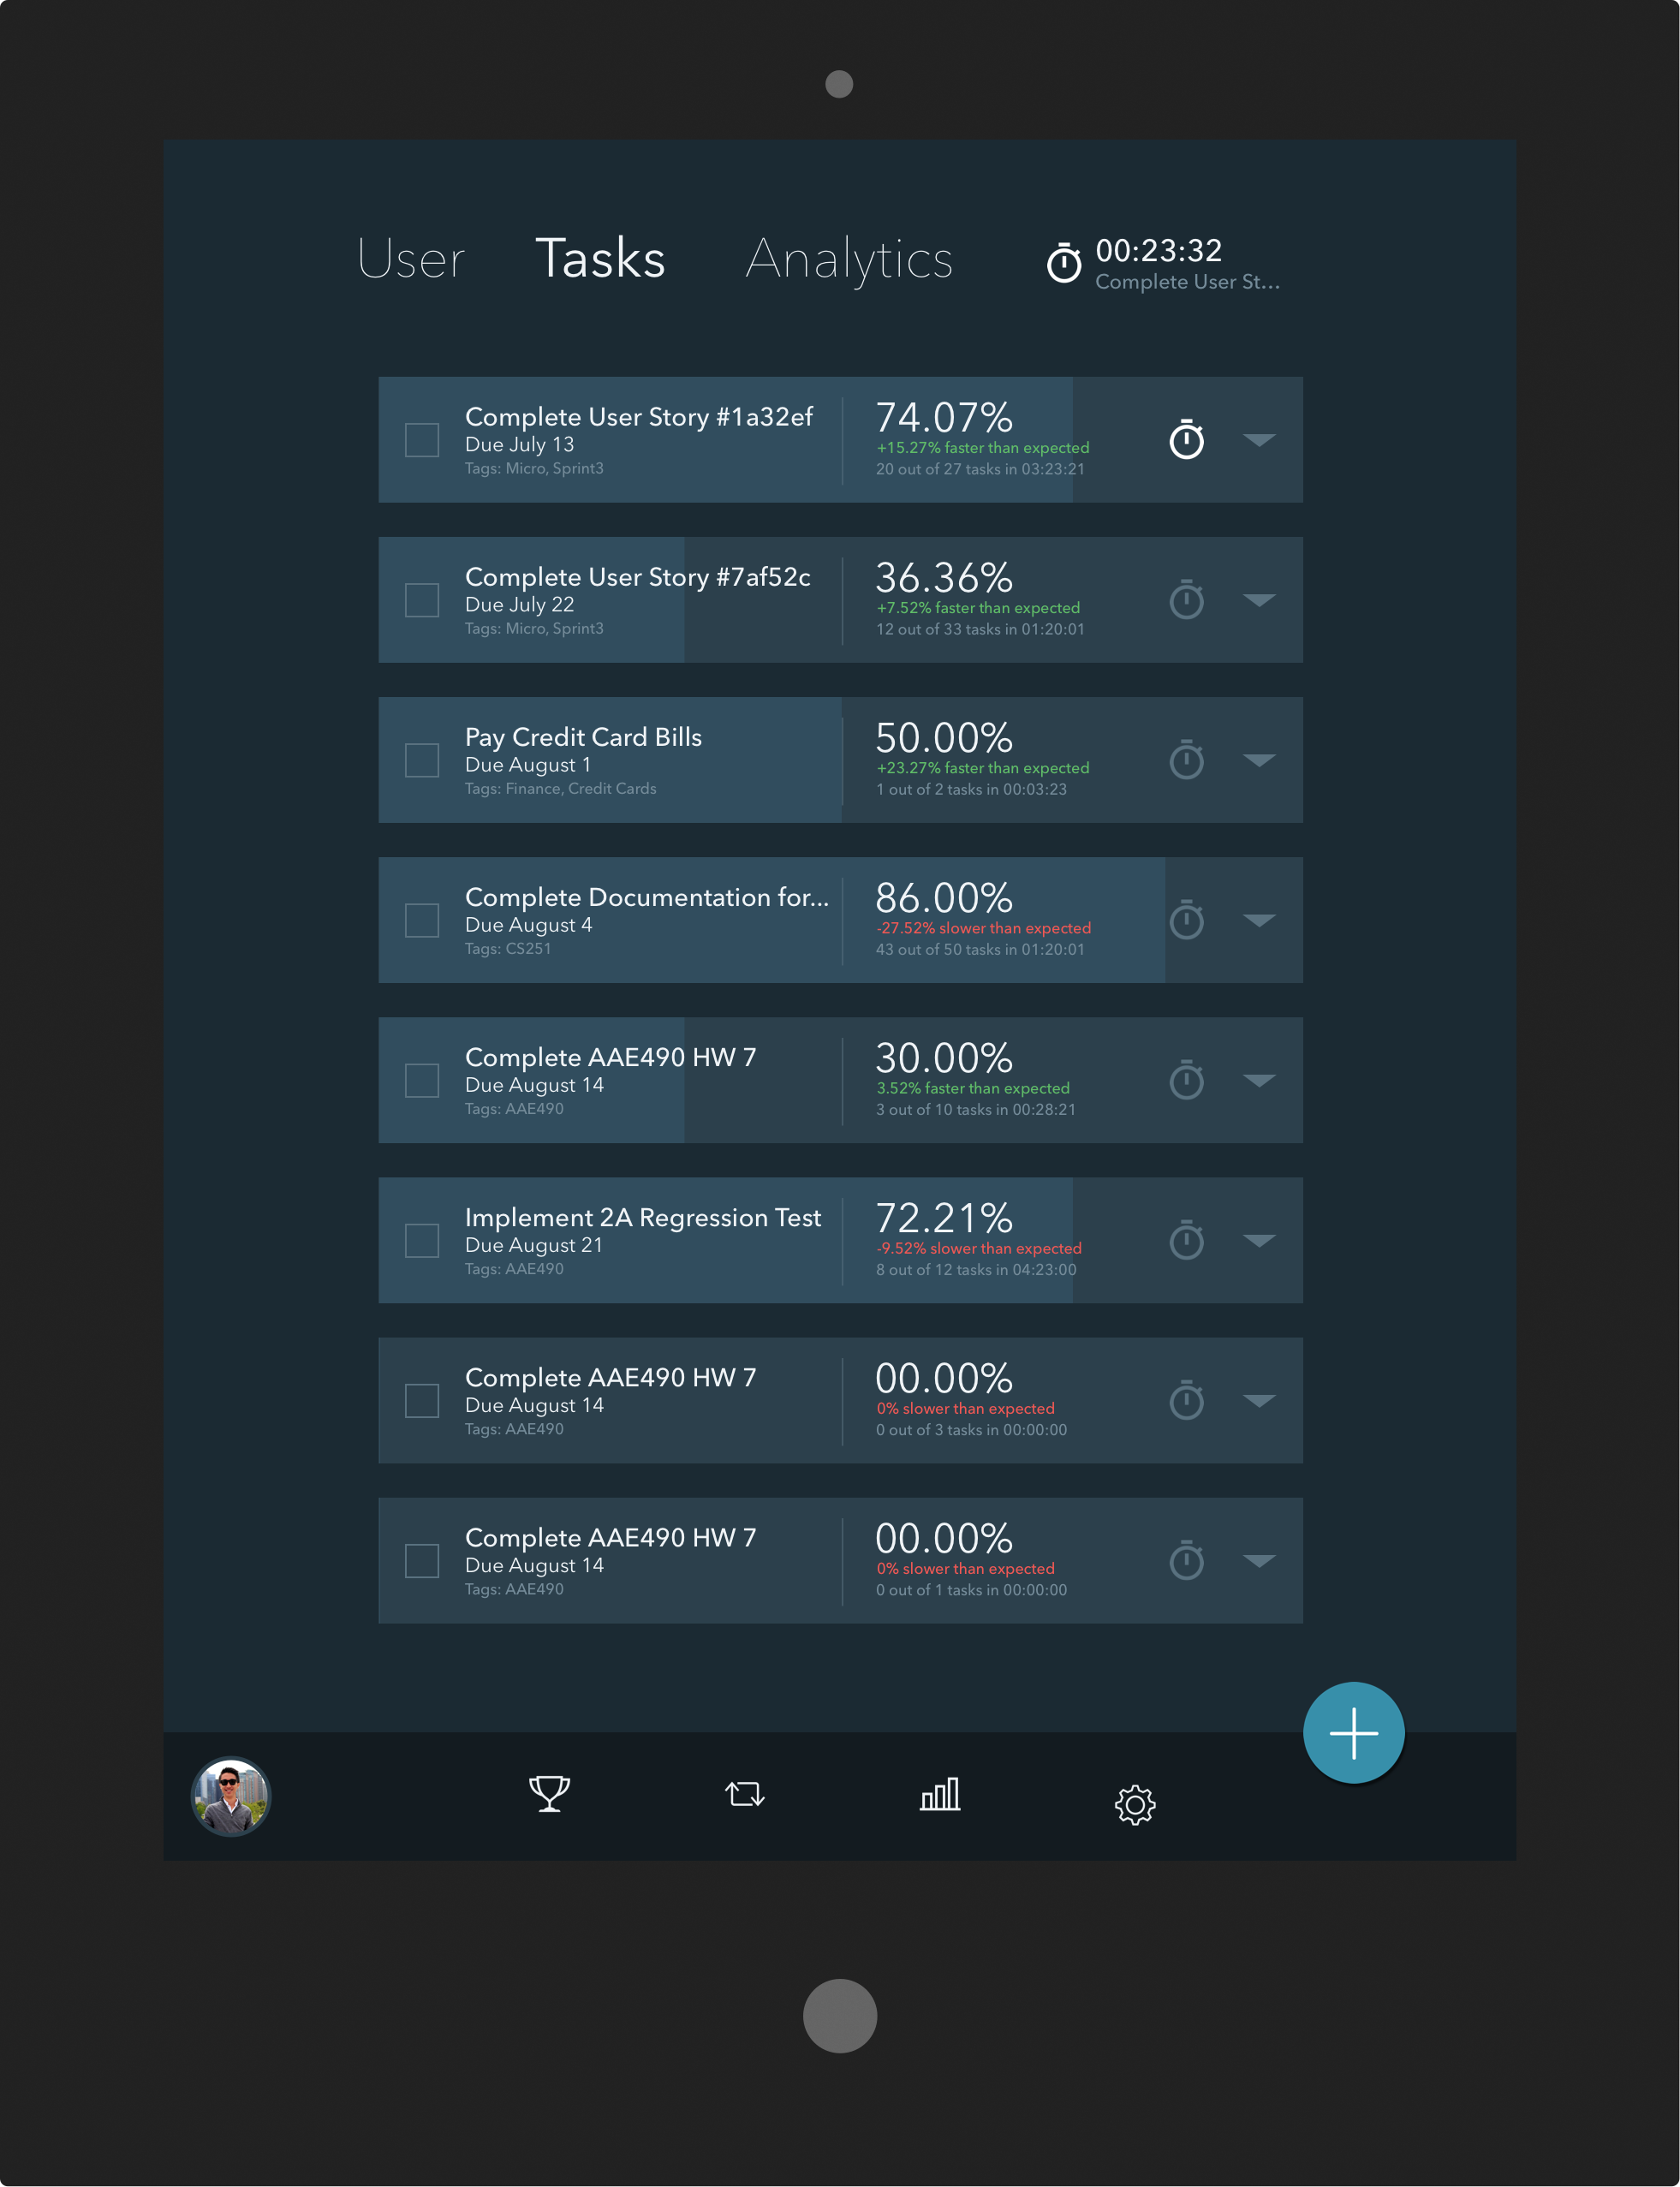 User Tasks Analytics
00:23:32
Complete User St...
Complete User Story #1a32ef
Due July 13
Tags: Micro, Sprint3
74.07%
+15.27% faster than expected
20 out of 27 tasks in 03:23:21
Complete User Story #7af52c
Due July 22
Tags: Micro, Sprint3
36.36%
+7.52% faster than expected
12 out of 33 tasks in 01:20:01
Pay Credit Card Bills
Due August 1
Tags: Finance, Credit Cards
50.00%
+23.27% faster than expected
1 out of 2 tasks in 00:03:23
Complete Documentation for...
Due August 4
Tags: CS251
86.00%
-27.52% slower than expected
43 out of 50 tasks in 01:20:01
Complete AAE490 HW 7
Due August 14
Tags: AAE490
30.00%
3.52% faster than expected
3 out of 10 tasks in 00:28:21
Implement 2A Regression Test
Due August 21
Tags: AAE490
72.21%
-9.52% slower than expected
8 out of 12 tasks in 04:23:00
Complete AAE490 HW 7
Due August 14
Tags: AAE490
00.00%
0% slower than expected
0 out of 3 tasks in 00:00:00
Complete AAE490 HW 7
Due August 14
Tags: AAE490
00.00%
0% slower than expected
0 out of 1 tasks in 00:00:00